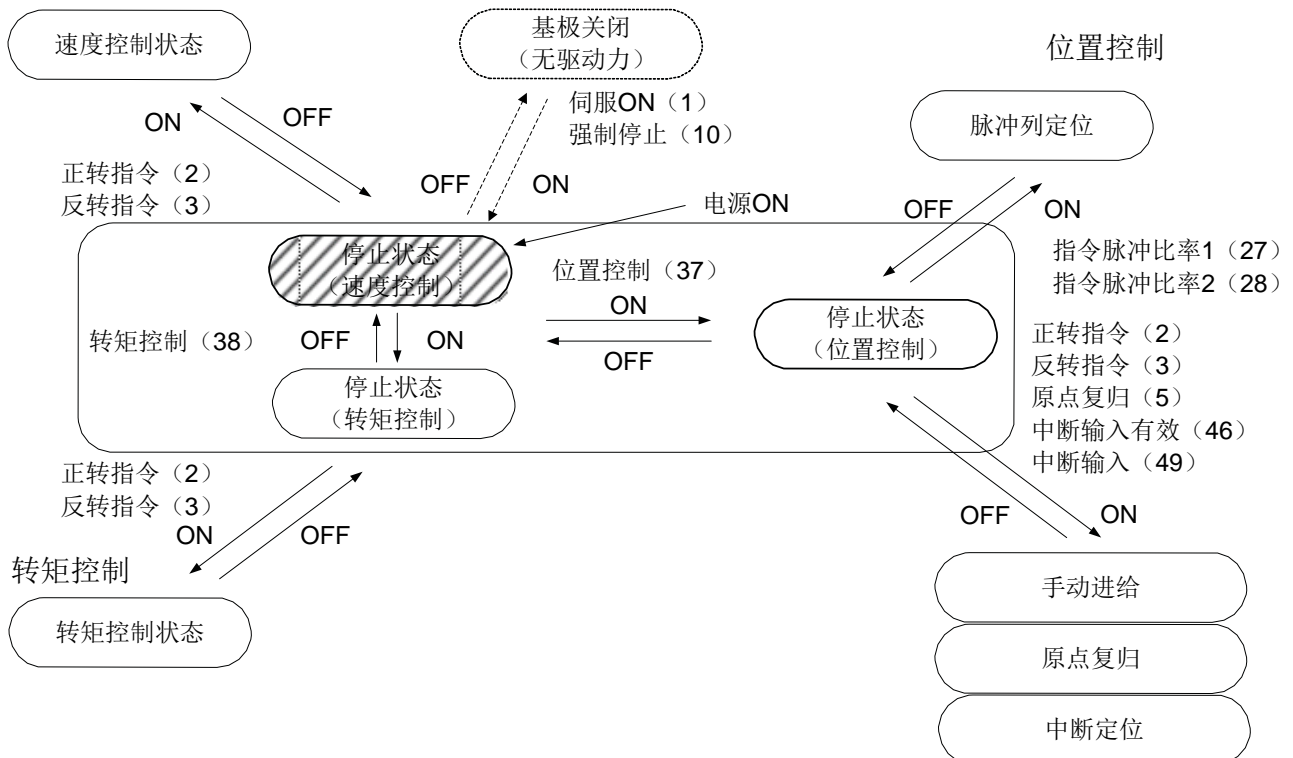 速度控制状态
基极关闭
（无驱动力）
位置控制
伺服ON（1）
强制停止（10）
脉冲列定位
ON
OFF
正转指令（2）
反转指令（3）
OFF
ON
电源ON
OFF
ON
停止状态
（速度控制）
位置控制（37）
ON
OFF
指令脉冲比率1（27）
指令脉冲比率2（28）
转矩控制（38）
OFF
ON
停止状态
（位置控制）
停止状态
（转矩控制）
正转指令（2）
反转指令（3）
原点复归（5）
中断输入有效（46）
中断输入（49）
正转指令（2）
反转指令（3）
ON
OFF
OFF
ON
转矩控制
转矩控制状态
手动进给
原点复归
中断定位